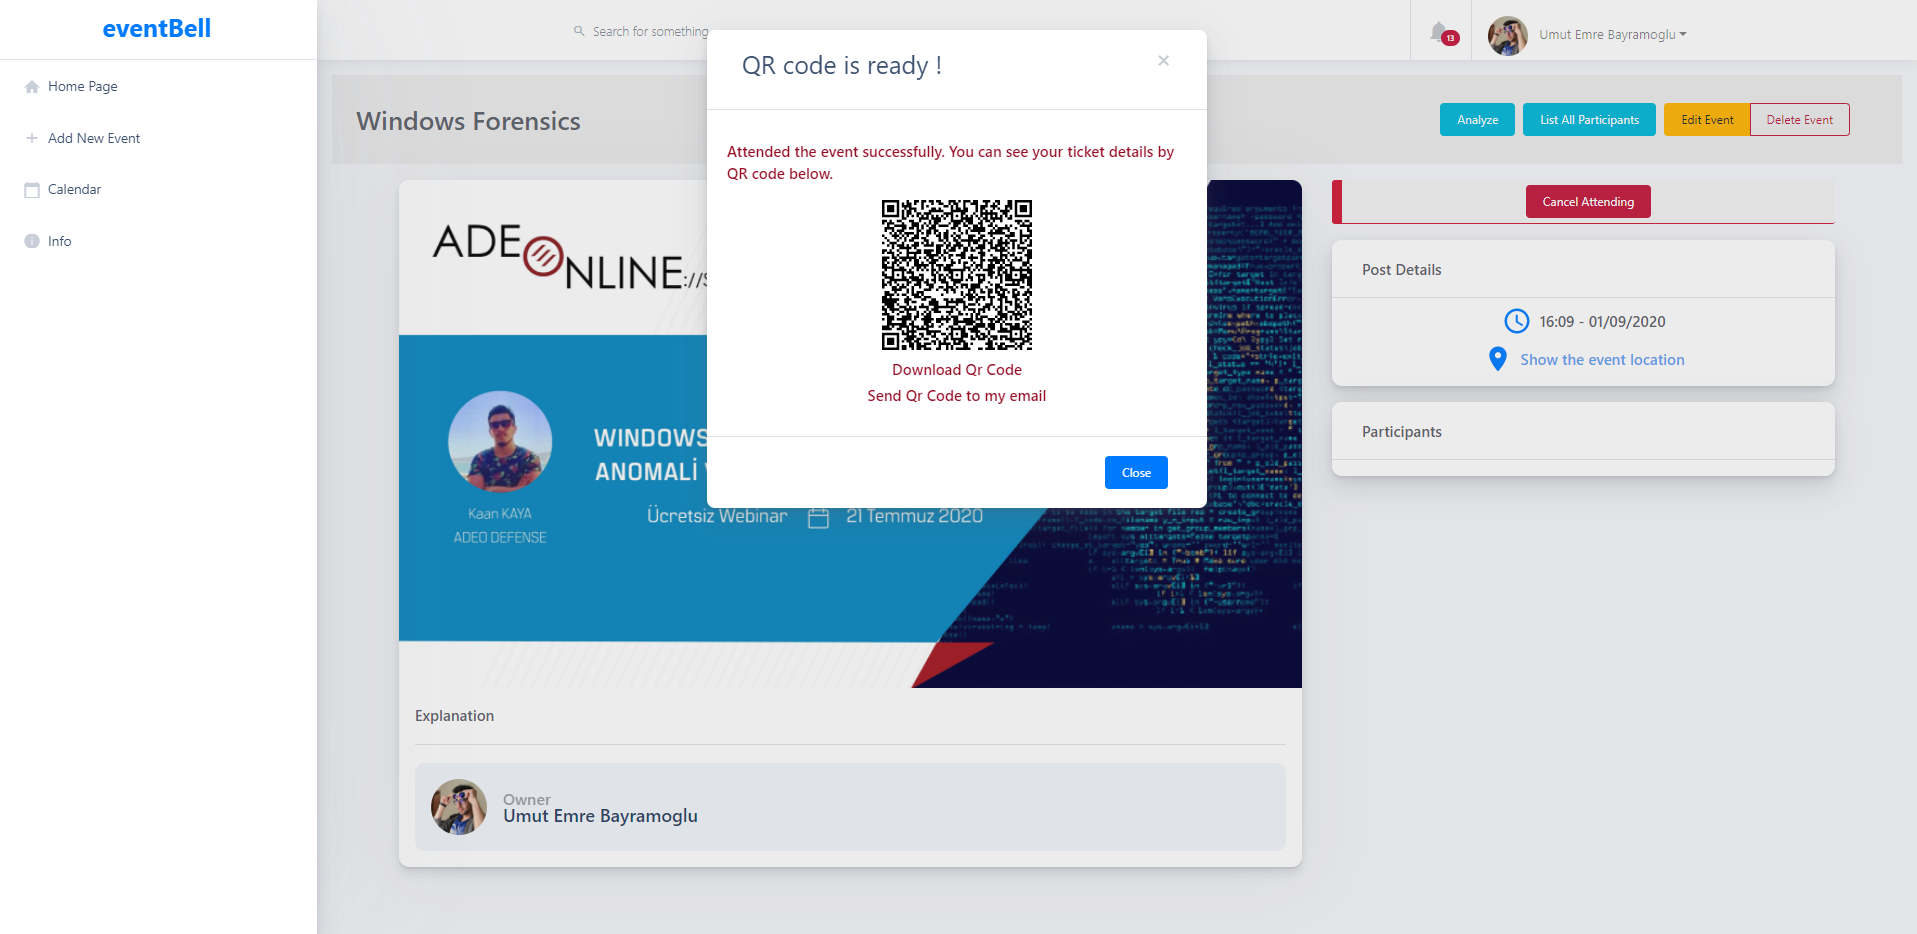 eventBell
Home Page
Add New Event
Calendar
Info
Search for something
13
Umut Emre Bayramoglu
Windows Forensics
Analyze
List All Participants
Edit Event
Delete Event
QR code is ready !
×
Attended the event successfully. You can see your ticket details by
QR code below.
Download Qr Code
Send Qr Code to my email
Close
ADE NLINE://S
WINDOWS
ANOMALİ
Kaan KAYA
ADEO DEFENSE
Ücretsiz Webinar
21 Temmuz 2020
Explanation
Owner
Umut Emre Bayramoglu
Cancel Attending
Post Details
16:09 - 01/09/2020
Show the event location
Participants